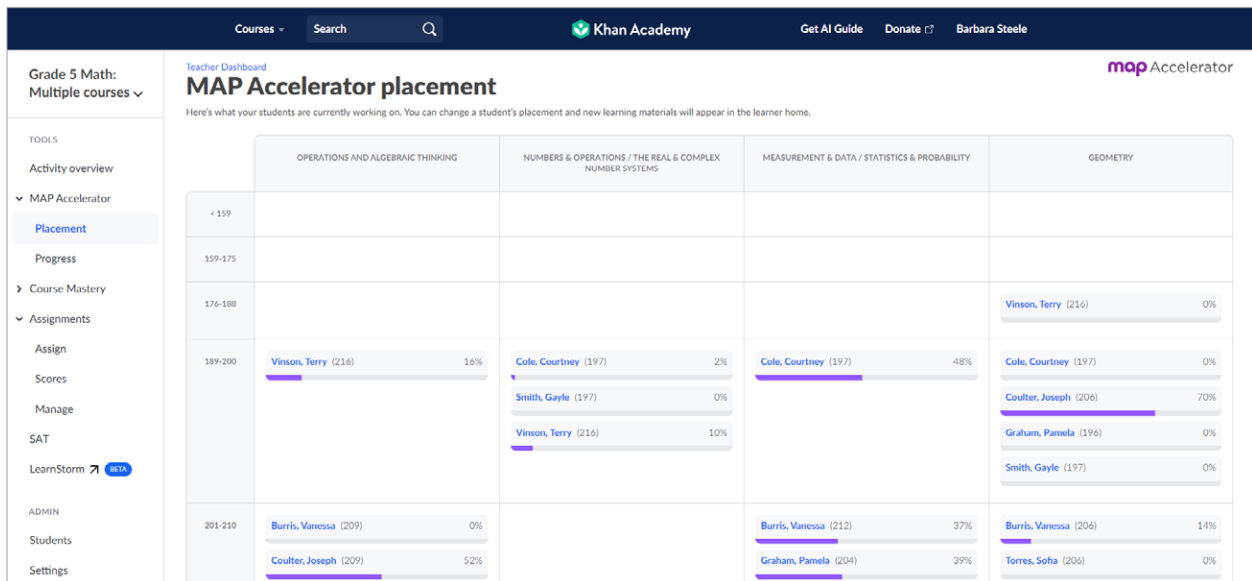 Courses
Search
Khan Academy
Get AI Guide
Donate
Barbara Steele
Grade 5 Math:
Multiple courses
TOOLS
Activity overview
MAP Accelerator
Placement
Progress
Course Mastery
Assignments
Assign
Scores
Manage
SAT
LearnStorm BETA
ADMIN
Students
Settings
Teacher Dashboard
MAP Accelerator placement
map Accelerator
Here's what your students are currently working on. You can change a student's placement and new learning materials will appear in the learner home.
OPERATIONS AND ALGEBRAIC THINKING
NUMBERS & OPERATIONS / THE REAL & COMPLEX
NUMBER SYSTEMS
MEASUREMENT & DATA / STATISTICS & PROBABILITY
GEOMETRY
< 159
159-175
176-188
Vinson, Terry (216) 0%
189-200
Vinson, Terry (216) 16%
Cole, Courtney (197) 2%
Smith, Gayle (197) 0%
Vinson, Terry (216) 10%
Cole, Courtney (197) 48%
Cole, Courtney (197) 0%
Coulter, Joseph (206) 70%
Graham, Pamela (196) 0%
Smith, Gayle (197) 0%
201-210
Burris, Vanessa (209) 0%
Coulter, Joseph (209) 52%
Burris, Vanessa (212) 37%
Graham, Pamela (204) 39%
Burris, Vanessa (206) 14%
Torres, Sofia (206) 0%